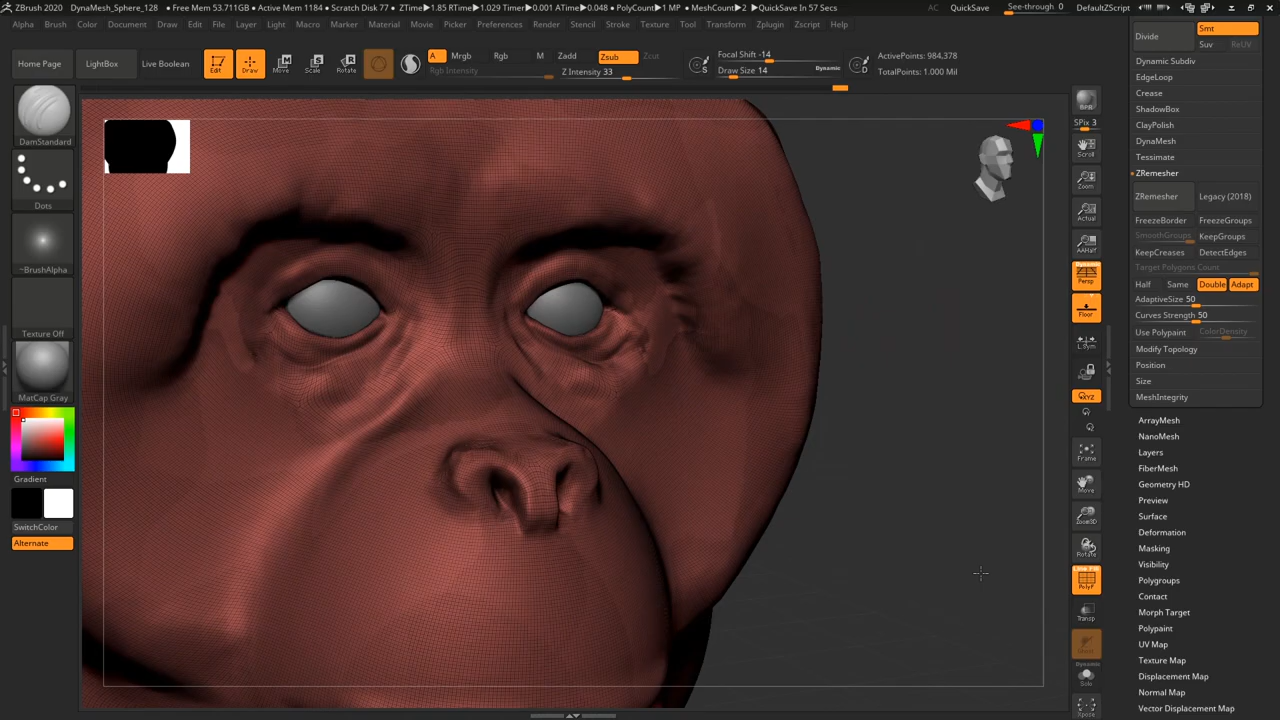 ZBrush 2020 DynaMesh_Sphere_128 ● Free Mem 53.711GB ● Active Mem 1184 ● Scratch Disk 77 ● ZTime▶1.85 RTime▶1.029 Timer▶0.001 ATime▶0.048 ● PolyCount▶1 MP ● MeshCount▶2 ▶QuickSave In 57 Secs AC QuickSave See-through 0 DefaultZScript
Alpha Brush Color Document Draw Edit File Layer Light Macro Marker Material Movie Picker Preferences Render Stencil Stroke Texture Tool Transform Zplugin Zscript Help
Home Page LightBox Live Boolean Edit Draw Move Scale Rotate
A Mrgb Rgb M Zadd Zsub Zcut
Rgb Intensity Z Intensity 33
Focal Shift -14
Draw Size 14 Dynamic
S
D
ActivePoints: 984,378
TotalPoints: 1.000 Mil
DamStandard
Dots
~BrushAlpha
Texture Off
MatCap Gray
Gradient
SwitchColor
Alternate
BPR
SPix 3
Scroll
Zoom
Actual
AAHalf
Dynamic
Persp
Floor
L.Sym
XYZ
Frame
Move
Zoom3D
Rotate
Line Fill
PolyF
Transp
Dynamic
Solo
Xpose
Divide
Smt
Suv ReUV
Dynamic Subdiv
EdgeLoop
Crease
ShadowBox
ClayPolish
DynaMesh
Tessimate
ZRemesher
ZRemesher Legacy (2018)
FreezeBorder FreezeGroups
SmoothGroups KeepGroups
KeepCreases DetectEdges
Target Polygons Count
Half Same Double Adapt
AdaptiveSize 50
Curves Strength 50
Use Polypaint ColorDensity
Modify Topology
Position
Size
MeshIntegrity
ArrayMesh
NanoMesh
Layers
FiberMesh
Geometry HD
Preview
Surface
Deformation
Masking
Visibility
Polygroups
Contact
Morph Target
Polypaint
UV Map
Texture Map
Displacement Map
Normal Map
Vector Displacement Map